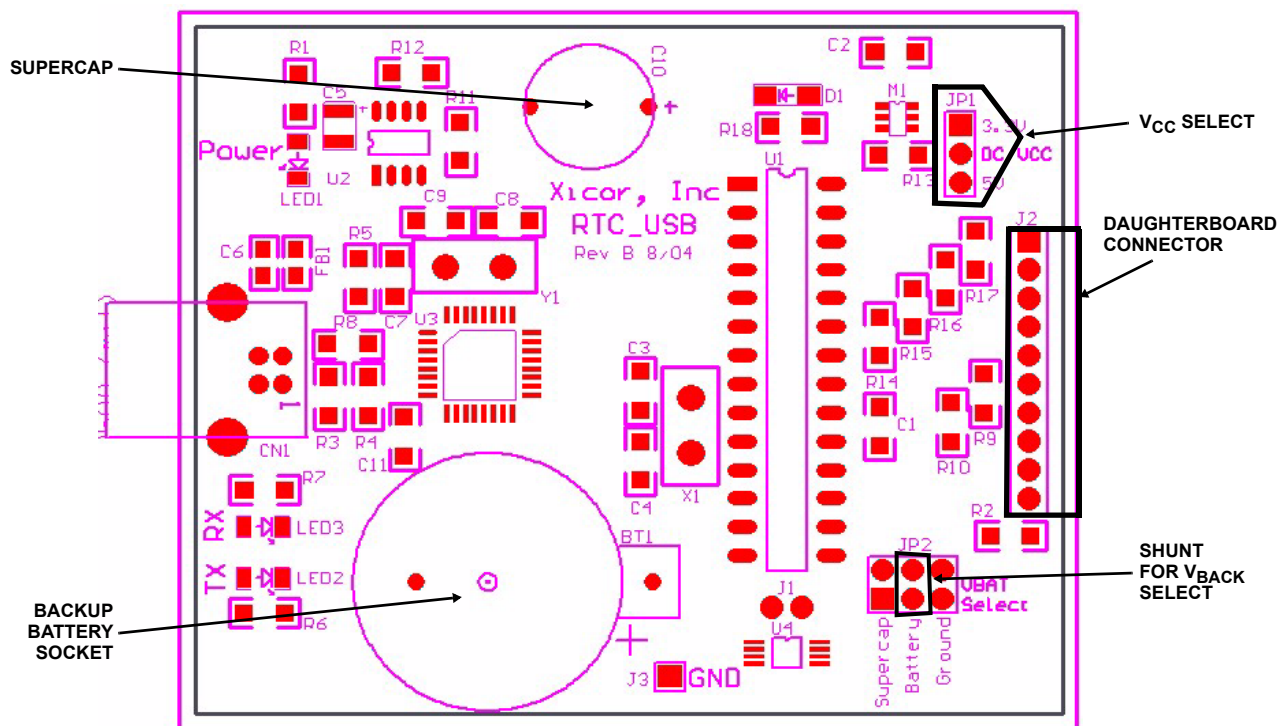 SUPERCAP
R1
R12
C10
+
C2
C5
+
R11
D1
M1
JP1
R18
3.3V
VCC SELECT
Power
U2
U1
R13
DC VCC
5V
LED1
Xicor, Inc
C9
C8
RTC_USB
J2
DAUGHTERBOARD
CONNECTOR
C6
FB1
R5
Rev B 8/04
R17
C7
Y1
R16
U3
R8
R15
C3
R14
1
R3
R4
C1
R9
CN1
C11
R10
R7
C4
X1
RX
LED3
R2
BT1
JP2
SHUNT
FOR VBACK
SELECT
TX
LED2
VBAT
Select
J1
BACKUP
BATTERY
SOCKET
R6
+
U4
Supercap
Battery
Ground
J3
GND